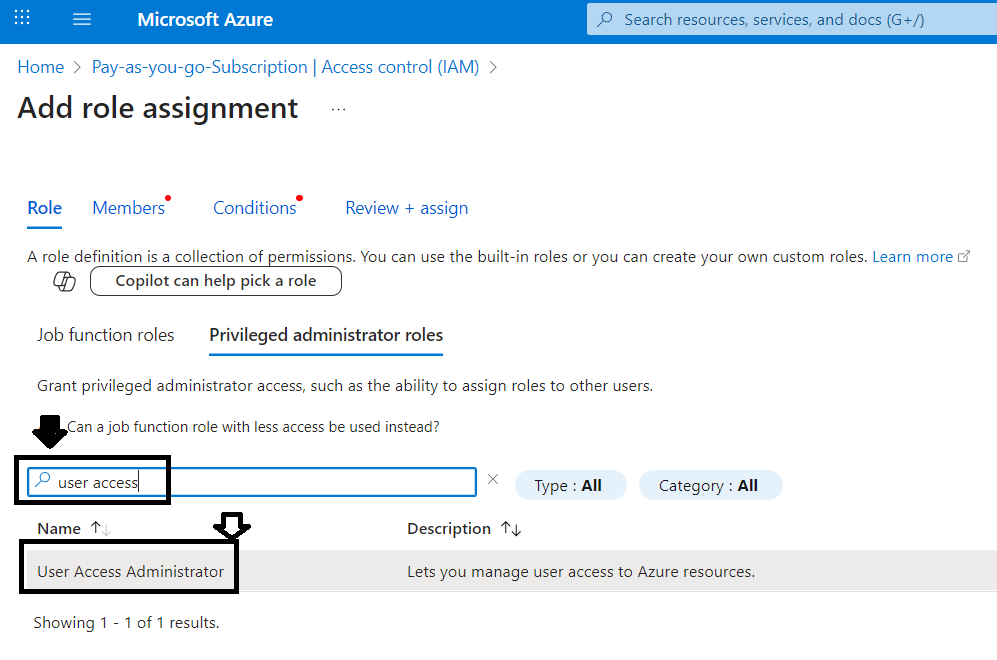 Microsoft Azure
Search resources, services, and docs (G+/)
Home > Pay-as-you-go-Subscription | Access control (IAM) >
Add role assignment ...
Role Members Conditions Review + assign
A role definition is a collection of permissions. You can use the built-in roles or you can create your own custom roles. Learn more
Copilot can help pick a role
Job function roles Privileged administrator roles
Grant privileged administrator access, such as the ability to assign roles to other users.
Can a job function role with less access be used instead?
user access Type : All Category : All
Name ↑↓ Description ↑↓
User Access Administrator Lets you manage user access to Azure resources.
Showing 1 - 1 of 1 results.